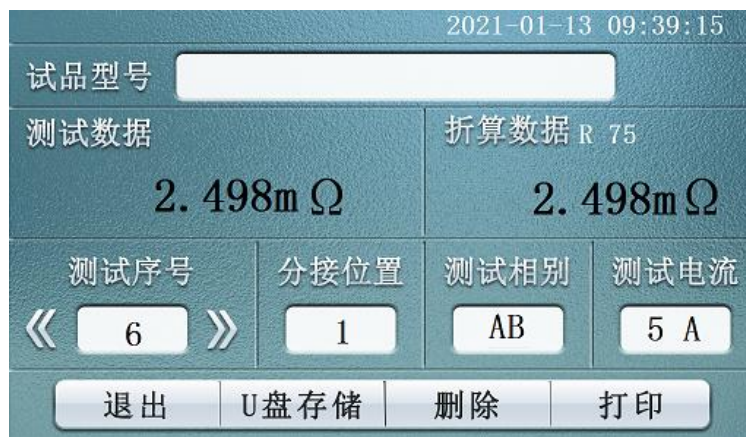 2021-01-13 09:39:15
试品型号
测试数据 折算数据 R 75
2.498mΩ 2.498mΩ
测试序号 分接位置 测试相别 测试电流
《 6 》 1 AB 5 A
退出 U盘存储 删除 打印